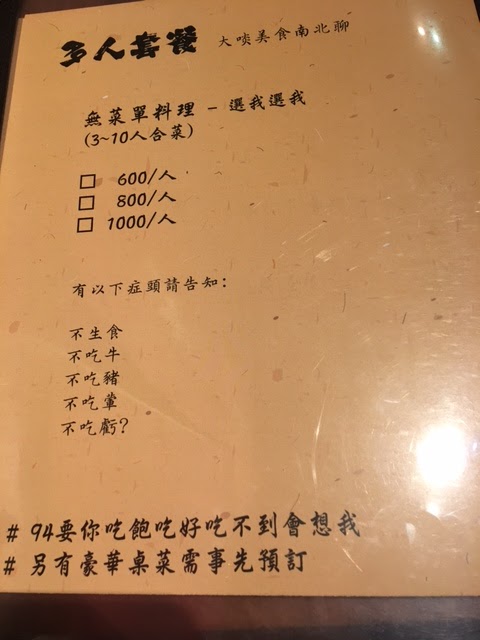 多人套餐 大啖美食南北聊
無菜單料理 - 選我選我
(3~10人合菜)
□ 600/人
□ 800/人
□ 1000/人
有以下症頭請告知:
不生食
不吃牛
不吃豬
不吃葷
不吃虧?
# 94要你吃飽吃好吃不到會想我
# 另有豪華桌菜需事先預訂